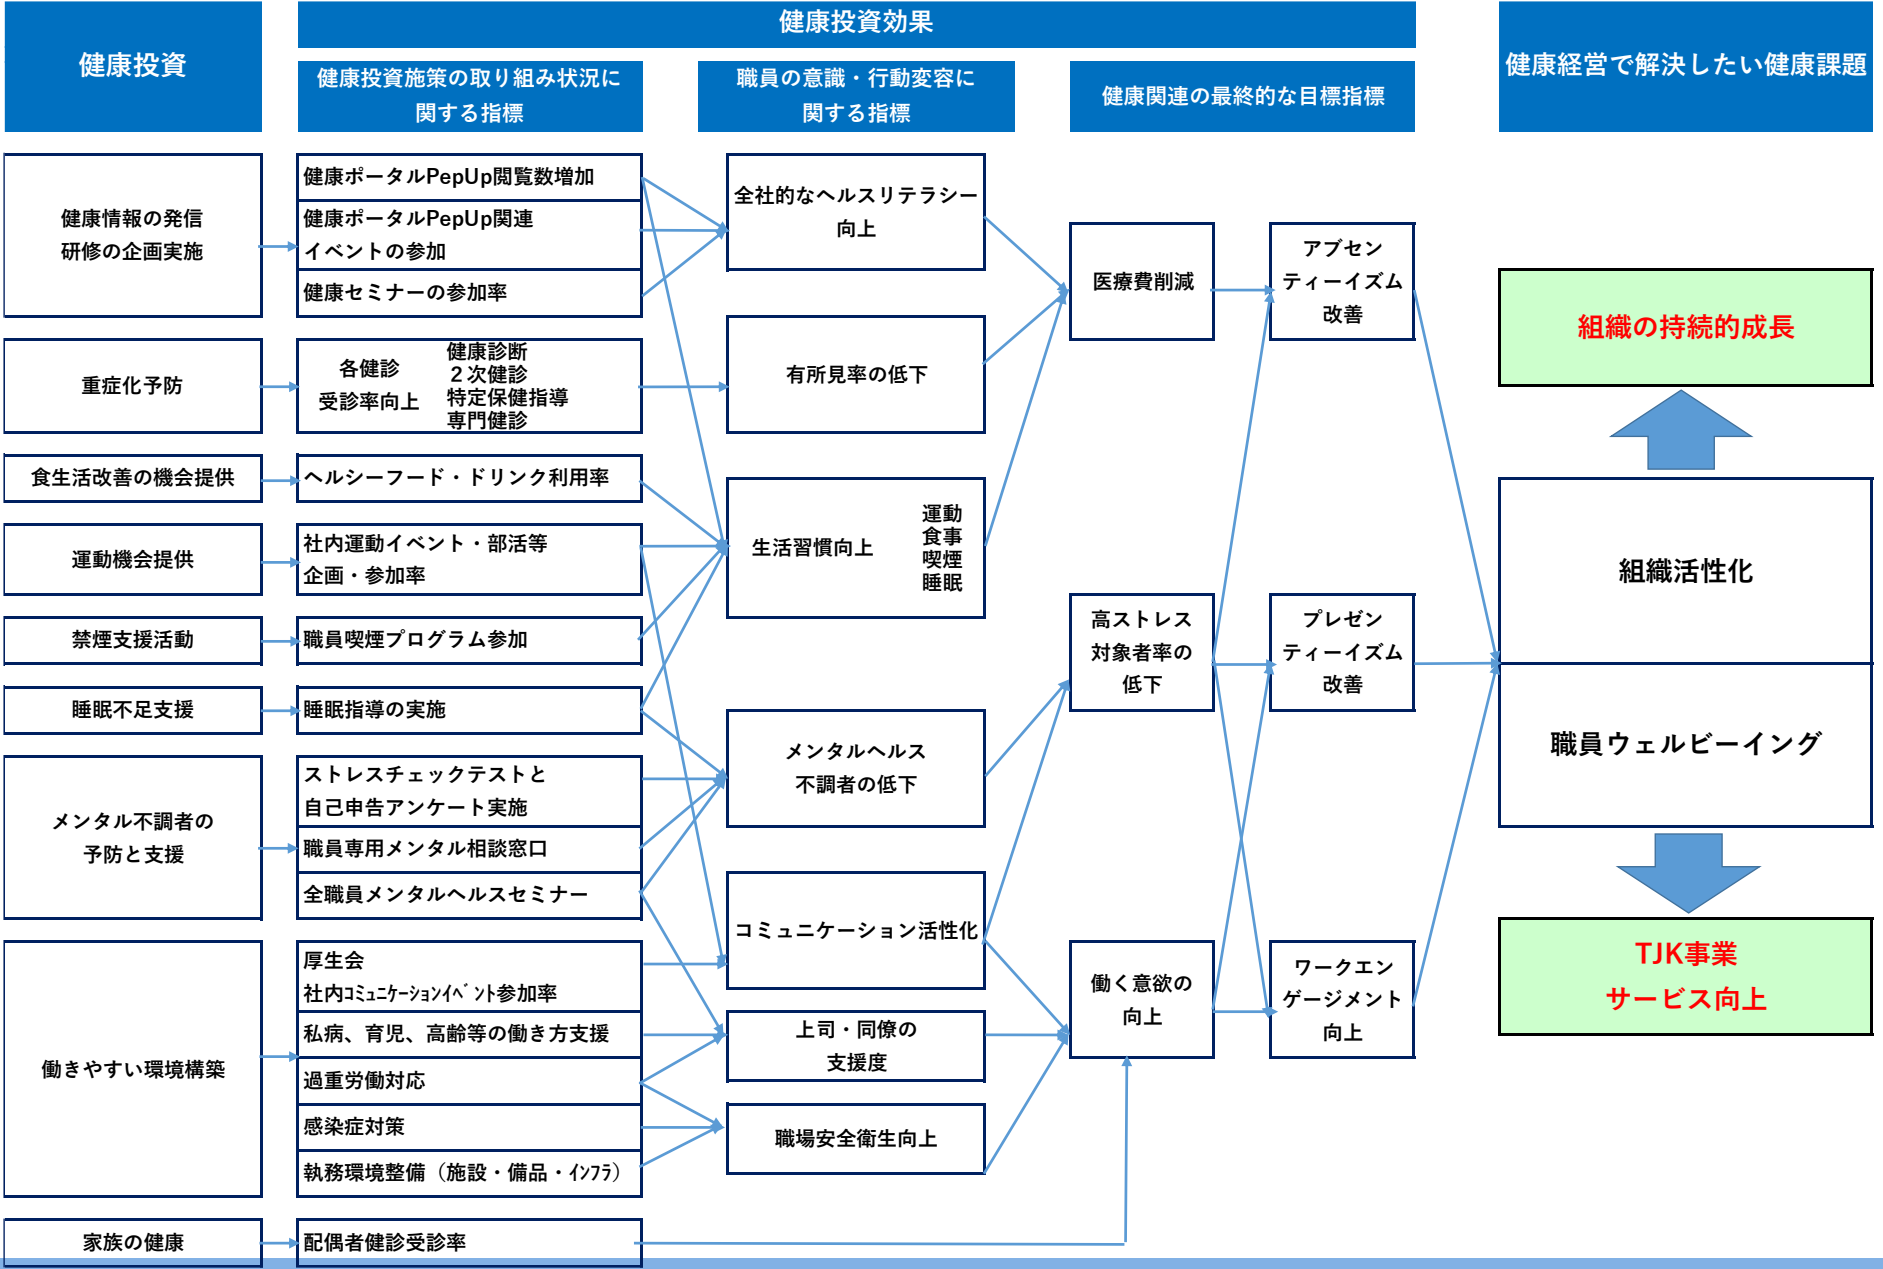 健康投資
健康投資効果
健康経営で解決したい健康課題
健康投資施策の取り組み状況に
関する指標
職員の意識・行動変容に
関する指標
健康関連の最終的な目標指標
健康情報の発信
研修の企画実施
健康ポータルPepUp閲覧数増加
健康ポータルPepUp関連
イベントの参加
健康セミナーの参加率
重症化予防
各健診
受診率向上
健康診断
２次健診
特定保健指導
専門健診
食生活改善の機会提供
ヘルシーフード・ドリンク利用率
運動機会提供
社内運動イベント・部活等
企画・参加率
禁煙支援活動
職員喫煙プログラム参加
睡眠不足支援
睡眠指導の実施
メンタル不調者の
予防と支援
ストレスチェックテストと
自己申告アンケート実施
職員専用メンタル相談窓口
全職員メンタルヘルスセミナー
働きやすい環境構築
厚生会
社内ｺﾐｭﾆｹｰｼｮﾝｲﾍﾞﾝﾄ参加率
私病、育児、高齢等の働き方支援
過重労働対応
感染症対策
執務環境整備（施設・備品・ｲﾝﾌﾗ）
家族の健康
配偶者健診受診率
全社的なヘルスリテラシー
向上
有所見率の低下
生活習慣向上
運動
食事
喫煙
睡眠
メンタルヘルス
不調者の低下
コミュニケーション活性化
上司・同僚の
支援度
職場安全衛生向上
医療費削減
高ストレス
対象者率の
低下
働く意欲の
向上
アブセン
ティーイズム
改善
プレゼン
ティーイズム
改善
ワークエン
ゲージメント
向上
組織の持続的成長
組織活性化
職員ウェルビーイング
TJK事業
サービス向上